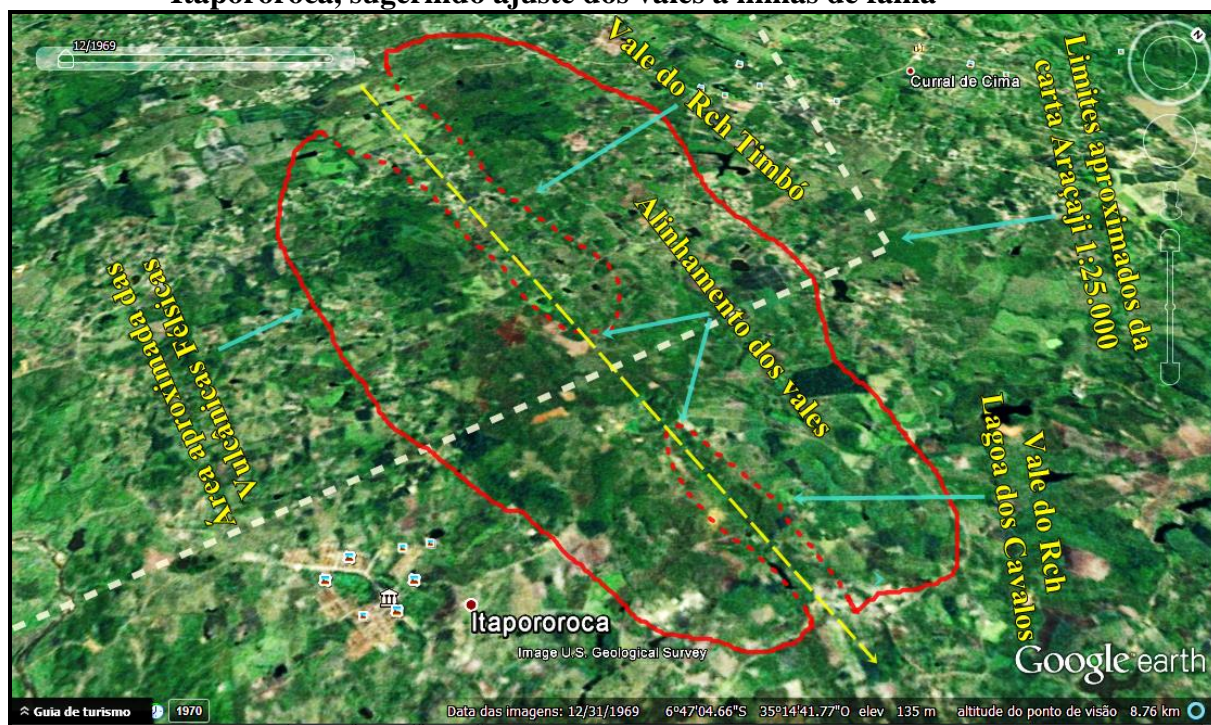 Itapororoca, sugerindo ajuste dos vales à linhas de falha
12/1969
N
Vale do Rch Timbó
Curral de Cima
Limites aproximados da
carta Araçaji 1:25.000
Alinhamento dos vales
Área aproximada das
Vulcânicas Félsicas
Vale do Rch
Lagoa dos Cavalos
Itapororoca
Image U.S. Geological Survey
Google earth
Guia de turismo
1970
Data das imagens: 12/31/1969 6°47'04.66"S 35°14'41.77"O elev 135 m altitude do ponto de visão 8.76 km